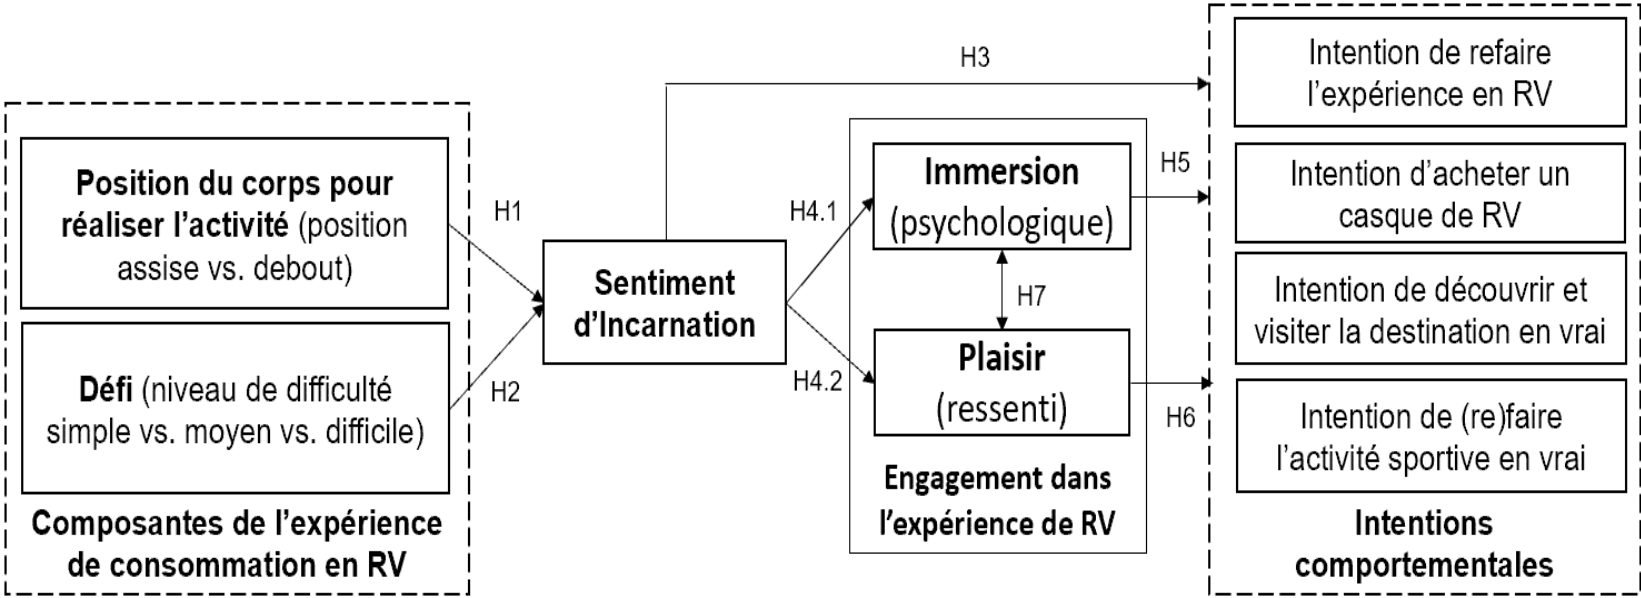 Position du corps pour
réaliser l'activité (position
assise vs. debout)
Défi (niveau de difficulté
simple vs. moyen vs. difficile)
Composantes de l'expérience
de consommation en RV
H1
H2
Sentiment
d'Incarnation
H3
H4.1
H4.2
Immersion
(psychologique)
H7
Plaisir
(ressenti)
Engagement dans
l'expérience de RV
H5
H6
Intention de refaire
l'expérience en RV
Intention d'acheter un
casque de RV
Intention de découvrir et
visiter la destination en vrai
Intention de (re)faire
l'activité sportive en vrai
Intentions
comportementales